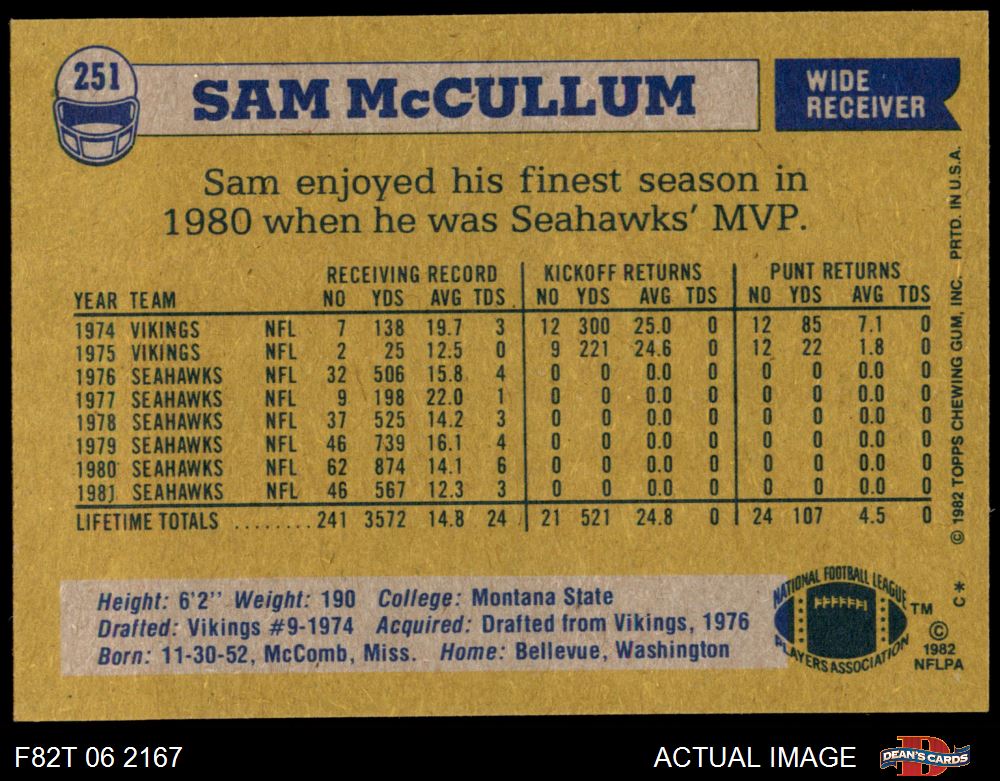 251
SAM McCULLUM
WIDE
RECEIVER
Sam enjoyed his finest season in
1980 when he was Seahawks' MVP.
RECEIVING RECORD KICKOFF RETURNS PUNT RETURNS
YEAR TEAM NO YDS AVG TDS NO YDS AVG TDS NO YDS AVG TDS
1974 VIKINGS NFL 7 138 19.7 3 12 300 25.0 0 12 85 7.1 0
1975 VIKINGS NFL 2 25 12.5 0 9 221 24.6 0 12 22 1.8 0
1976 SEAHAWKS NFL 32 506 15.8 4 0 0 0.0 0 0 0 0.0 0
1977 SEAHAWKS NFL 9 198 22.0 1 0 0 0.0 0 0 0 0.0 0
1978 SEAHAWKS NFL 37 525 14.2 3 0 0 0.0 0 0 0 0.0 0
1979 SEAHAWKS NFL 46 739 16.1 4 0 0 0.0 0 0 0 0.0 0
1980 SEAHAWKS NFL 62 874 14.1 6 0 0 0.0 0 0 0 0.0 0
1981 SEAHAWKS NFL 46 567 12.3 3 0 0 0.0 0 0 0 0.0 0
LIFETIME TOTALS ........ 241 3572 14.8 24 21 521 24.8 0 24 107 4.5 0
© 1982 TOPPS CHEWING GUM, INC. PRTD. IN U.S.A.
Height: 6'2'' Weight: 190 College: Montana State
Drafted: Vikings #9-1974 Acquired: Drafted from Vikings, 1976
Born: 11-30-52, McComb, Miss. Home: Bellevue, Washington
NATIONAL FOOTBALL LEAGUE
PLAYERS ASSOCIATION
TM
C*
©
1982
NFLPA
F82T 06 2167
ACTUAL IMAGE
DEAN'S CARDS